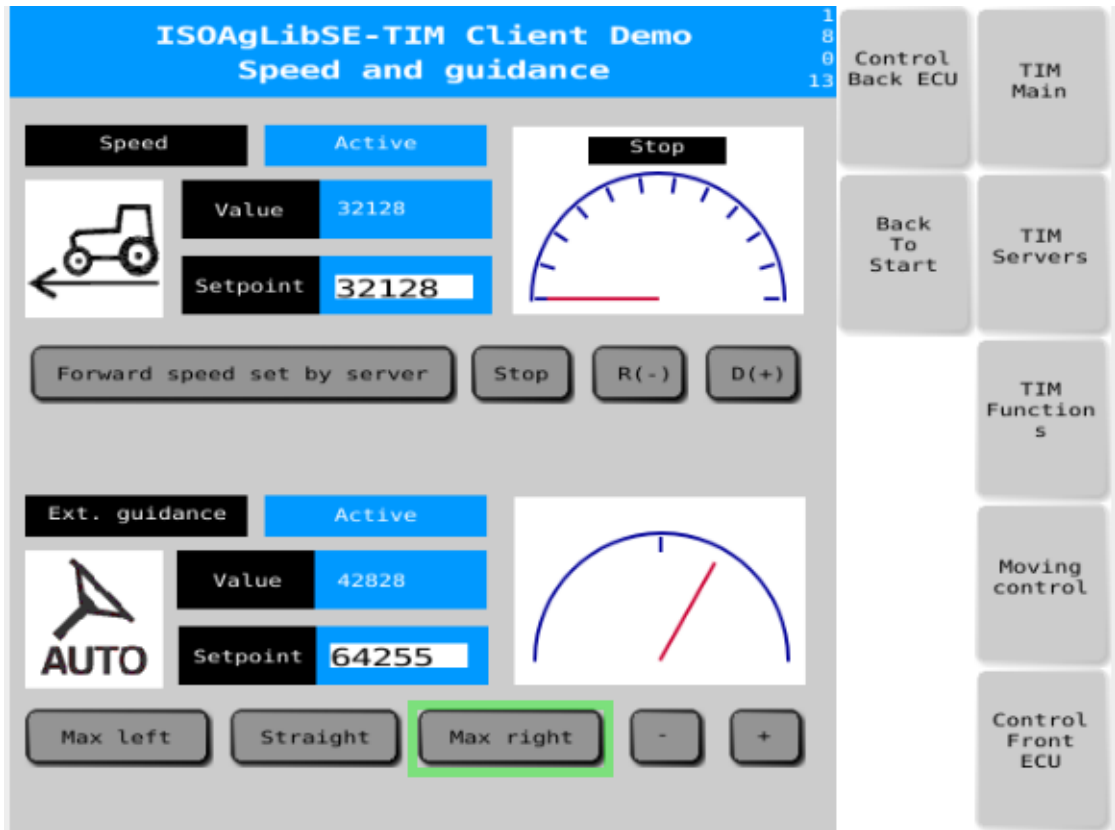 ISOAgLibSE-TIM Client Demo
Speed and guidance
1
8
0
13
Speed
Active
Stop
Value
32128
Setpoint
32128
Forward speed set by server
Stop
R(-)
D(+)
Ext. guidance
Active
Value
42828
AUTO
Setpoint
64255
Max left
Straight
Max right
-
+
Control
Back ECU
TIM
Main
Back
To
Start
TIM
Servers
TIM
Function
s
Moving
control
Control
Front
ECU